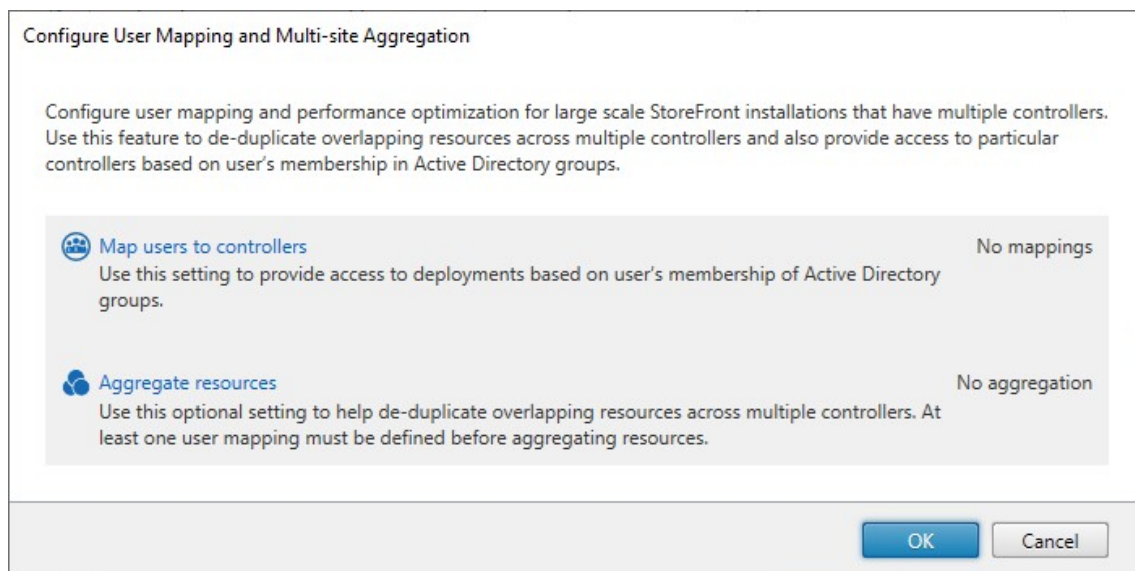 Configure User Mapping and Multi-site Aggregation
Configure user mapping and performance optimization for large scale StoreFront installations that have multiple controllers.
Use this feature to de-duplicate overlapping resources across multiple controllers and also provide access to particular
controllers based on user's membership in Active Directory groups.
Map users to controllers
No mappings
Use this setting to provide access to deployments based on user's membership of Active Directory
groups.
Aggregate resources
No aggregation
Use this optional setting to help de-duplicate overlapping resources across multiple controllers. At
least one user mapping must be defined before aggregating resources.
OK
Cancel